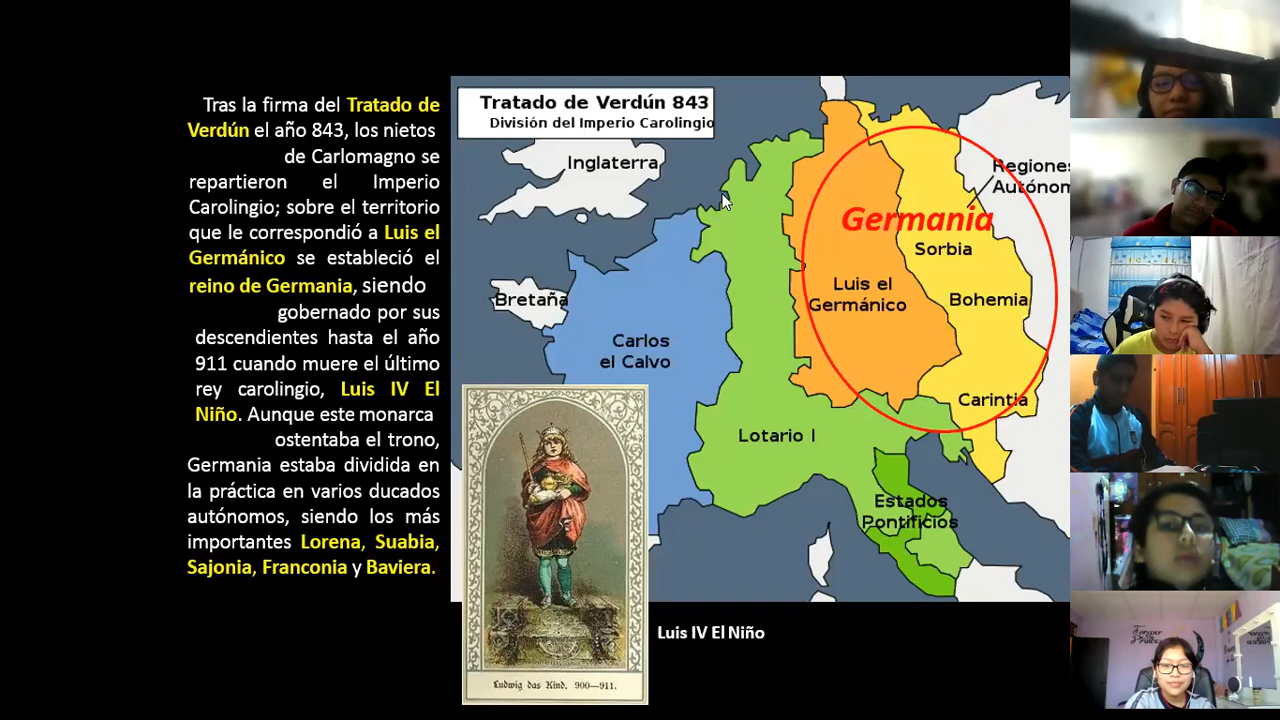 Tras la firma del Tratado de
Verdún el año 843, los nietos
de Carlomagno se
repartieron el Imperio
Carolingio; sobre el territorio
que le correspondió a Luis el
Germánico se estableció el
reino de Germania, siendo
gobernado por sus
descendientes hasta el año
911 cuando muere el último
rey carolingio, Luis IV El
Niño. Aunque este monarca
ostentaba el trono,
Germania estaba dividida en
la práctica en varios ducados
autónomos, siendo los más
importantes Lorena, Suabia,
Sajonia, Franconia y Baviera.
Tratado de Verdún 843
División del Imperio Carolingio
Inglaterra
Regiones
Autónom
Germania
Sorbia
Luis el
Germánico
Bohemia
Bretaña
Carlos
el Calvo
Carintia
Lotario I
Estados
Pontificios
Luis IV El Niño
Ludwig das Kind. 900—911.
Forever